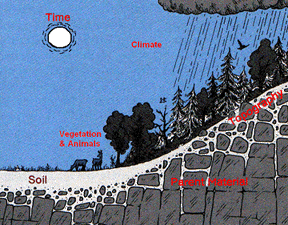 Time
Climate
Vegetation
& Animals
Topography
Soil
Parent Material